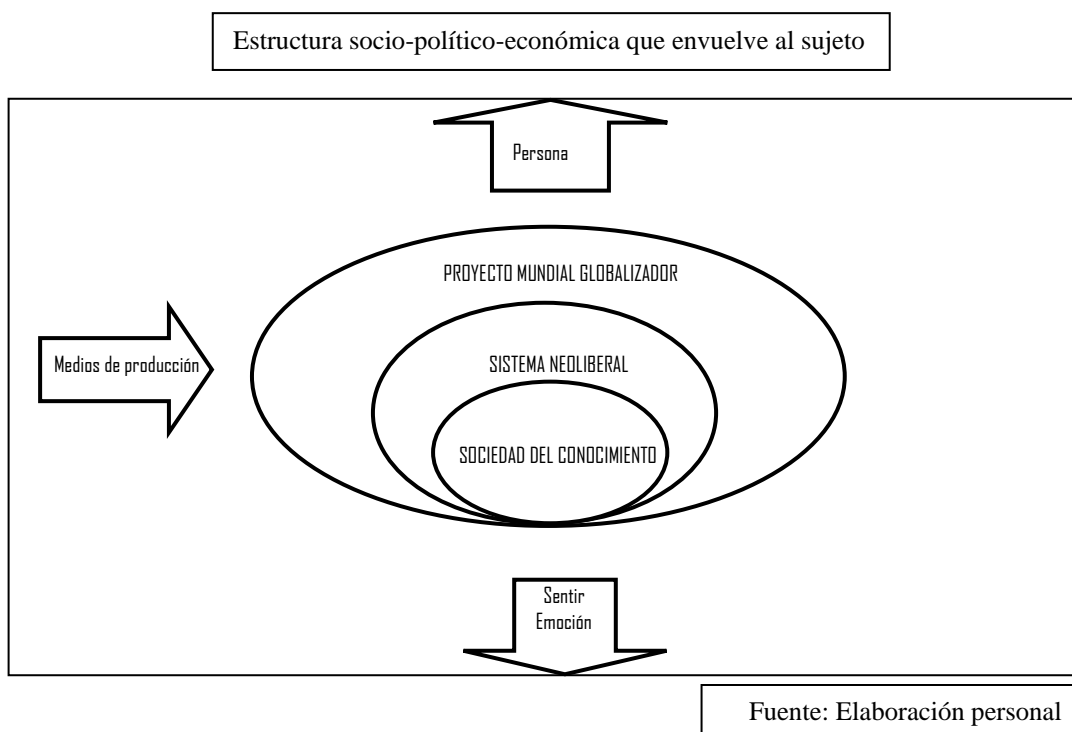 Estructura socio-político-económica que envuelve al sujeto
Persona
PROYECTO MUNDIAL GLOBALIZADOR
Medios de producción
SISTEMA NEOLIBERAL
SOCIEDAD DEL CONOCIMIENTO
Sentir
Emoción
Fuente: Elaboración personal